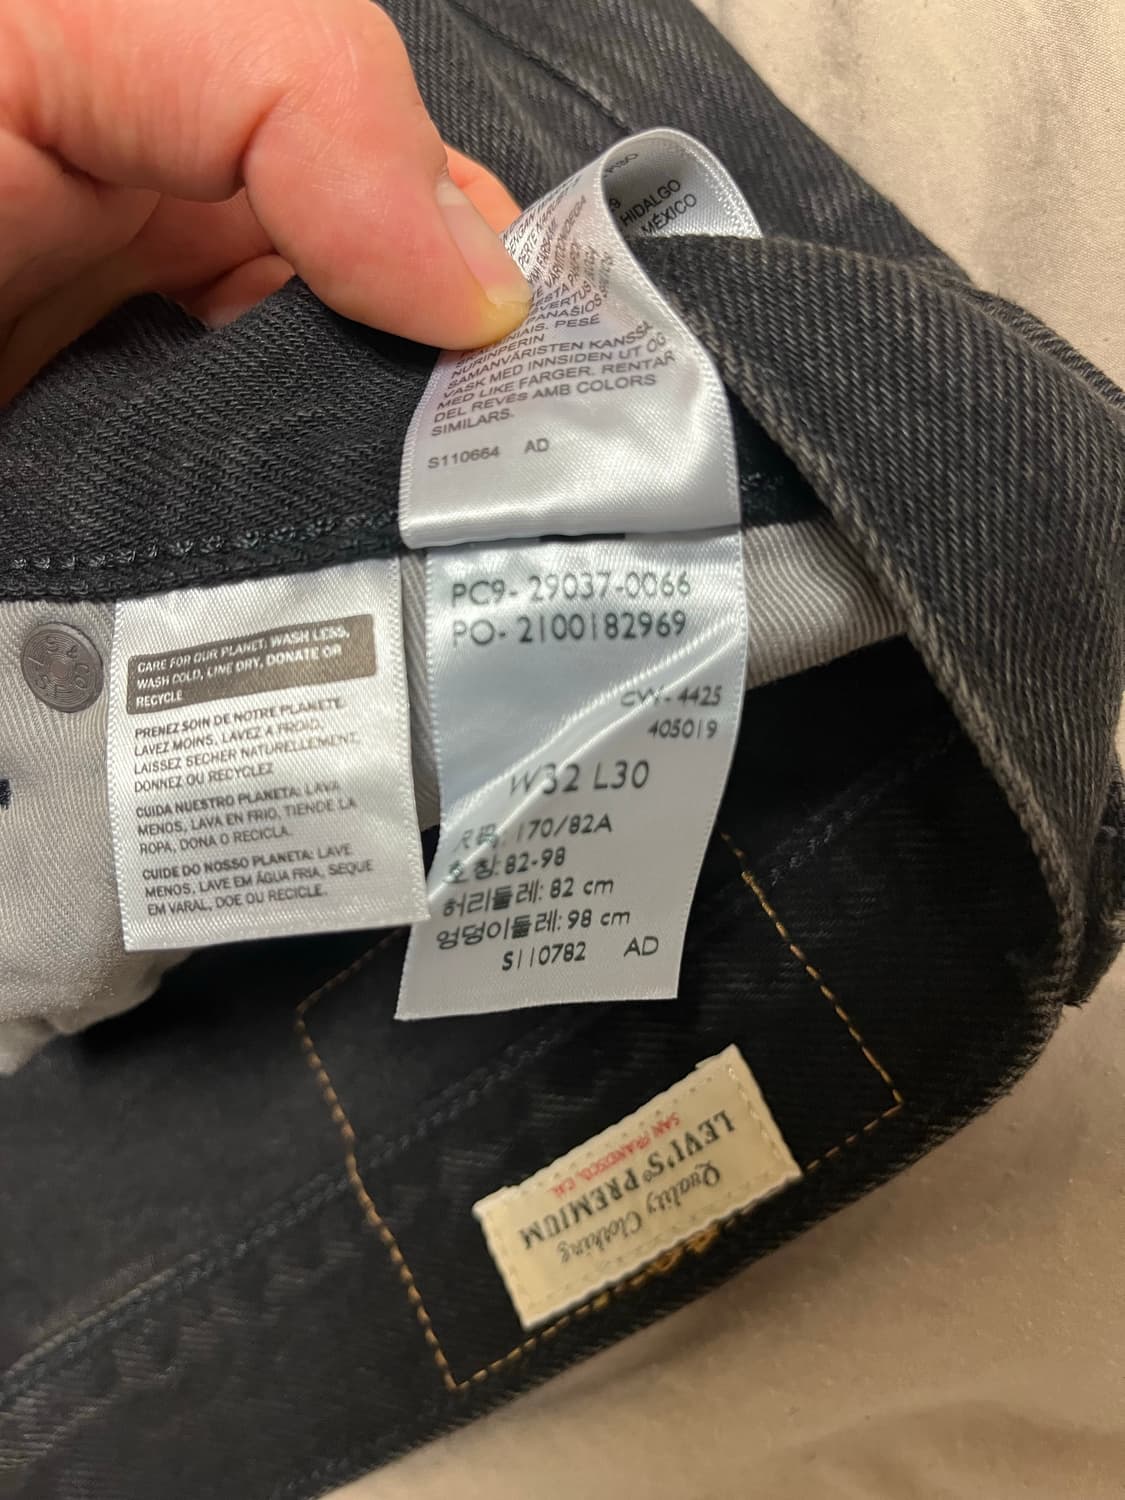 HIDALGO
MÉXICO
PANASIOS
PESE
NURINPERIN
SAMANVÄRISTEN KANSSA.
VASK MED INNSIDEN UT OG
MED LIKE FARGER. RENTAR
DEL REVÉS AMB COLORS
SIMILARS.
S110664 AD
PC9- 29037-0066
PO- 2100182969
4425
405019
W32 L30
170/82A
호칭: 82-98
허리둘레: 82 cm
엉덩이둘레: 98 cm
S110782 AD
CARE FOR OUR PLANET: WASH LESS,
WASH COLD, LINE DRY, DONATE OR
RECYCLE
PRENEZ SOIN DE NOTRE PLANÈTE:
LAVEZ MOINS, LAVEZ À FROID,
LAISSEZ SÉCHER NATURELLEMENT,
DONNEZ OU RECYCLEZ
CUIDA NUESTRO PLANETA: LAVA
MENOS, LAVA EN FRÍO, TIENDE LA
ROPA, DONA O RECICLA.
CUIDE DO NOSSO PLANETA: LAVE
MENOS, LAVE EM ÁGUA FRIA, SEQUE
EM VARAL, DOE OU RECICLE.
Quality Clothing
LEVI'S® PREMIUM
SAN FRANCISCO, CAL